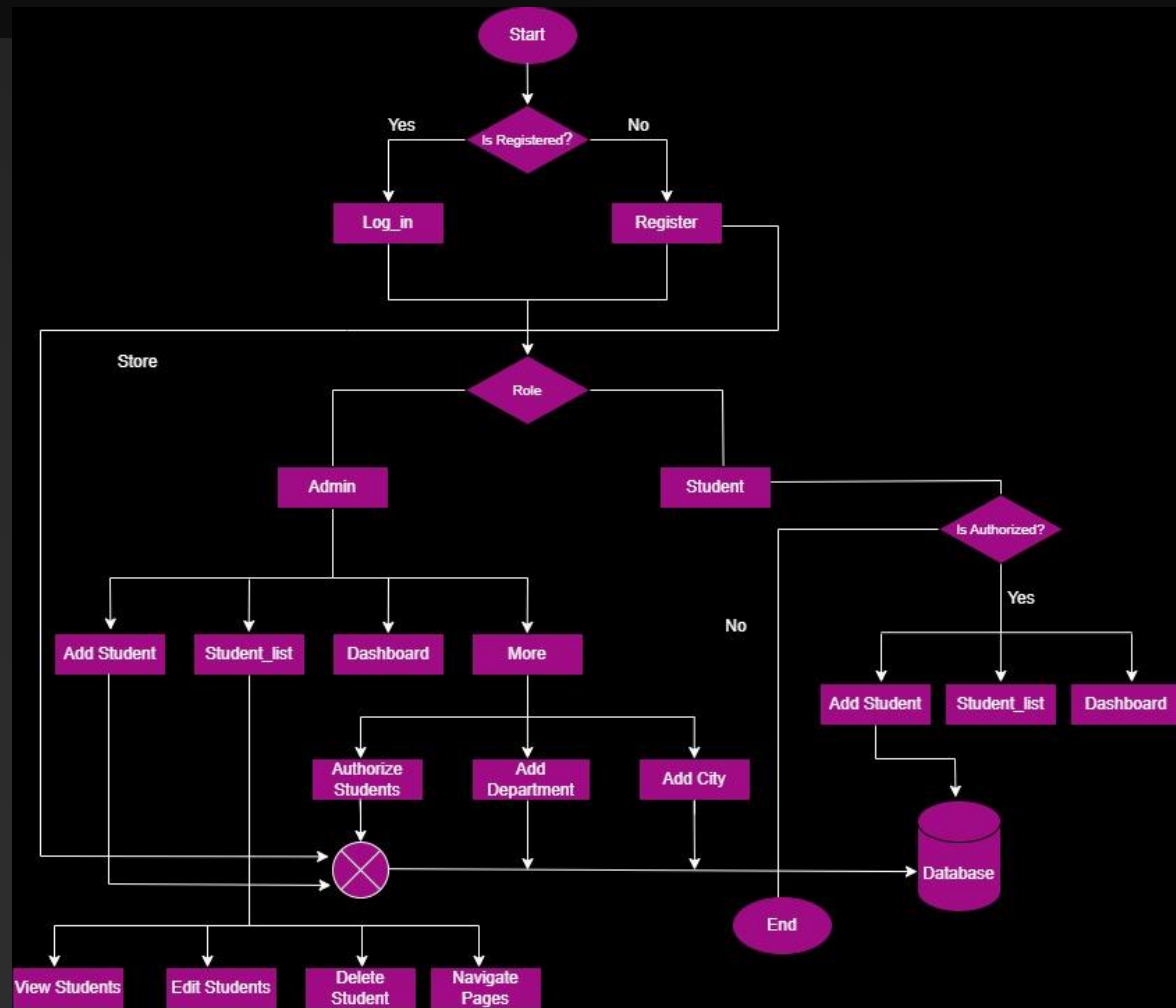 Start
Yes
No
Is Registered?
Log_in
Register
Store
Role
Admin
Student
Is Authorized?
Yes
No
Add Student
Student_list
Dashboard
More
Add Student
Student_list
Dashboard
Authorize
Students
Add
Department
Add City
Database
End
View Students
Edit Students
Delete
Student
Navigate
Pages